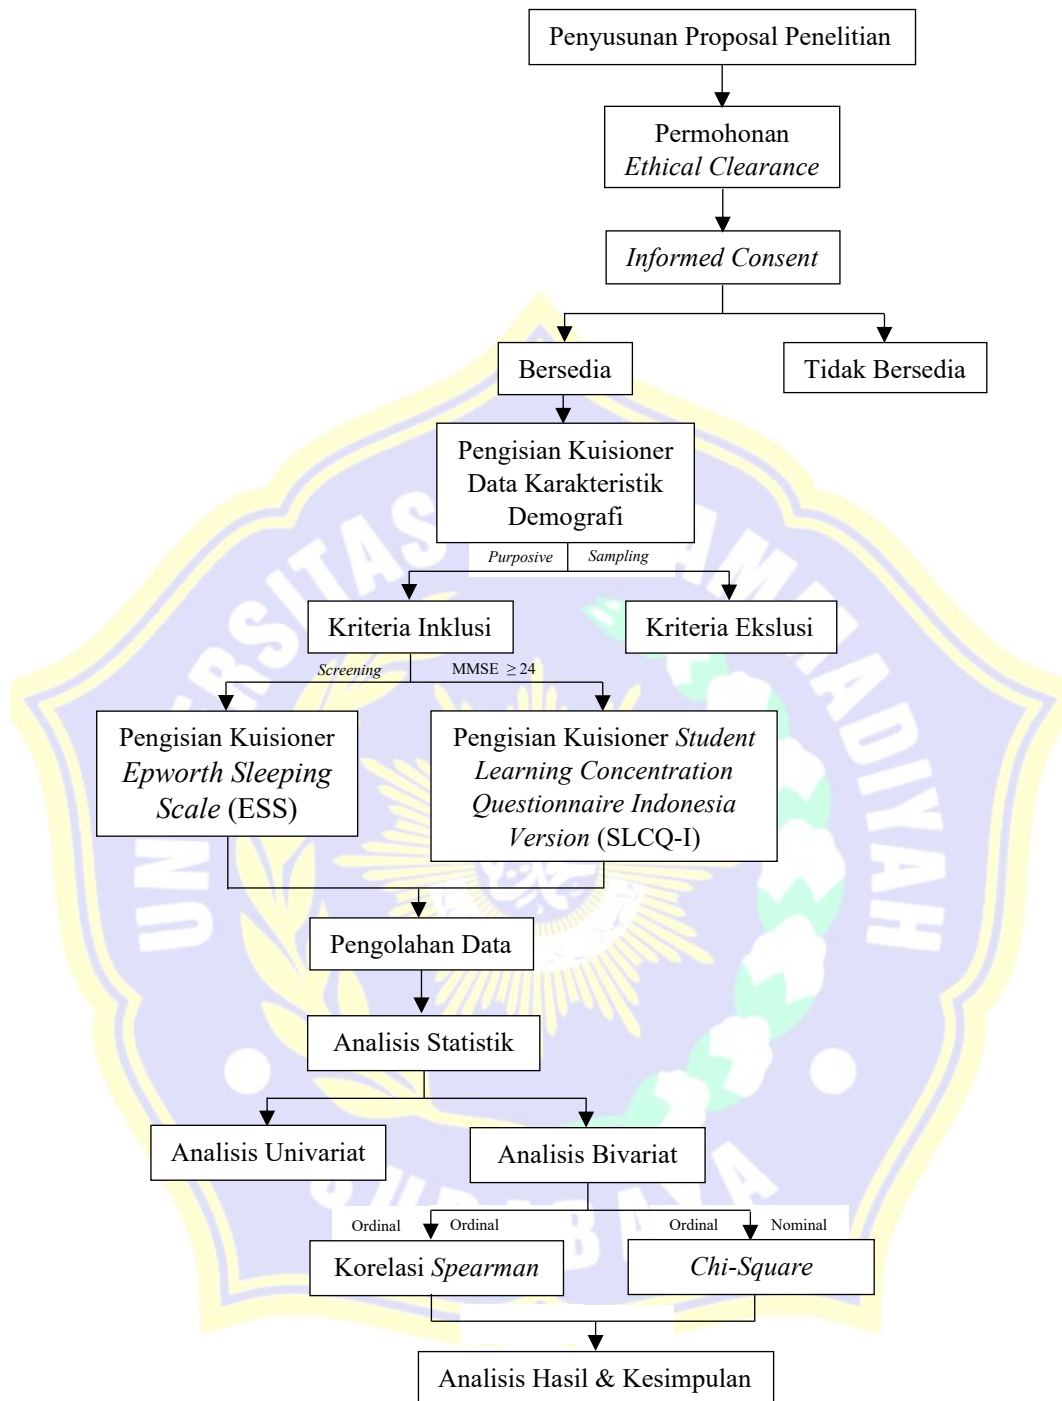 Penyusunan Proposal Penelitian
Permohonan
Ethical Clearance
Informed Consent
Bersedia
Tidak Bersedia
Pengisian Kuisioner
Data Karakteristik
Demografi
Purposive Sampling
Kriteria Inklusi
Kriteria Ekslusi
Screening MMSE ≥ 24
Pengisian Kuisioner
Epworth Sleeping
Scale (ESS)
Pengisian Kuisioner Student
Learning Concentration
Questionnaire Indonesia
Version (SLCQ-I)
Pengolahan Data
Analisis Statistik
Analisis Univariat
Analisis Bivariat
Ordinal Ordinal
Ordinal Nominal
Korelasi Spearman
Chi-Square
Analisis Hasil & Kesimpulan